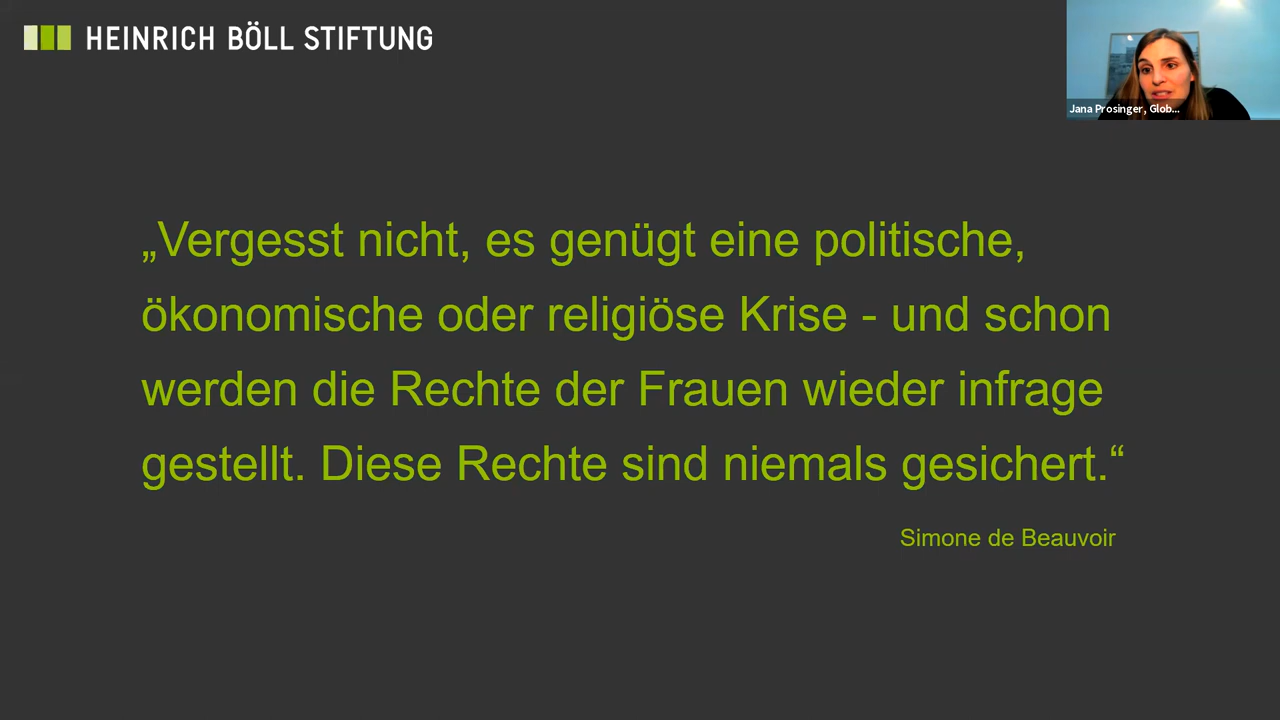 HEINRICH BÖLL STIFTUNG
Jana Prosinger, Glob...
„Vergesst nicht, es genügt eine politische,
ökonomische oder religiöse Krise - und schon
werden die Rechte der Frauen wieder infrage
gestellt. Diese Rechte sind niemals gesichert.“
Simone de Beauvoir